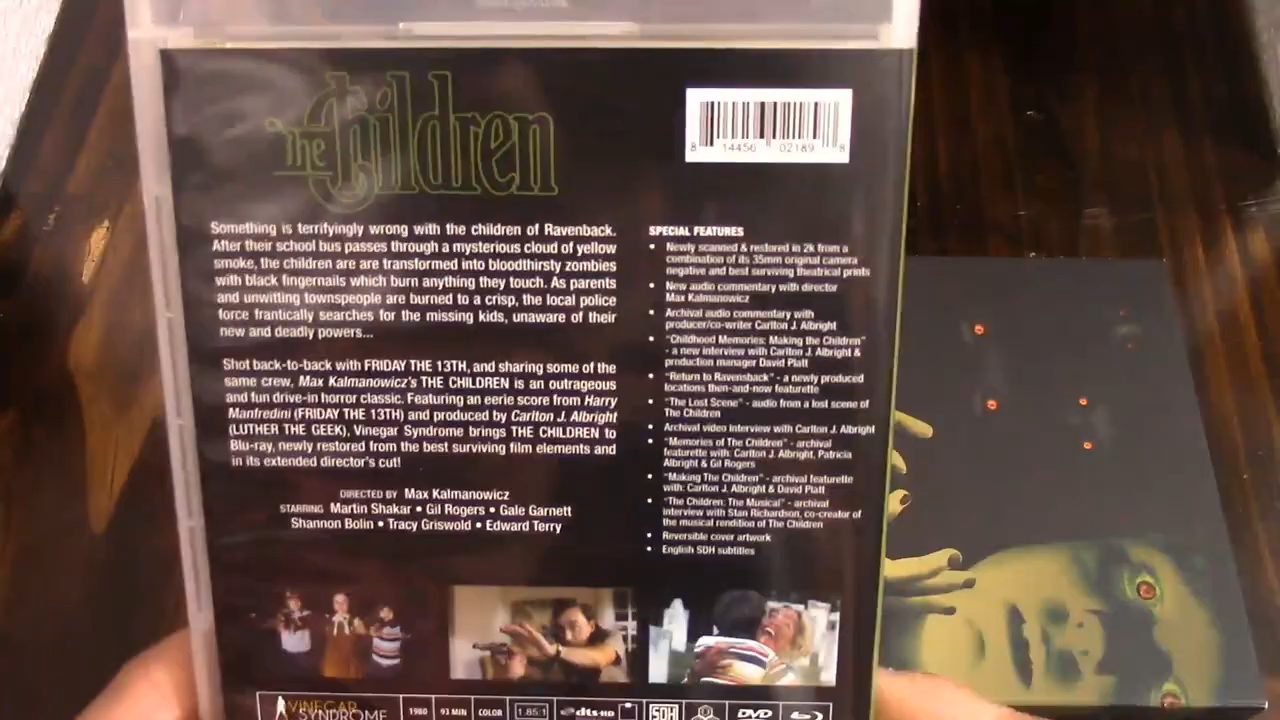 The Children
8 14456 02189 8
Something is terrifyingly wrong with the children of Ravenback.
After their school bus passes through a mysterious cloud of yellow
smoke, the children are are transformed into bloodthirsty zombies
with black fingernails which burn anything they touch. As parents
and unwitting townspeople are burned to a crisp, the local police
force frantically searches for the missing kids, unaware of their
new and deadly powers...
Shot back-to-back with FRIDAY THE 13TH, and sharing some of the
same crew, Max Kalmanowicz's THE CHILDREN is an outrageous
and fun drive-in horror classic. Featuring an eerie score from Harry
Manfredini (FRIDAY THE 13TH) and produced by Carlton J. Albright
(LUTHER THE GEEK), Vinegar Syndrome brings THE CHILDREN to
Blu-ray, newly restored from the best surviving film elements and
in its extended director's cut!
DIRECTED BY Max Kalmanowicz
STARRING Martin Shakar • Gil Rogers • Gale Garnett
Shannon Bolin • Tracy Griswold • Edward Terry
SPECIAL FEATURES
• Newly scanned & restored in 2k from a
combination of its 35mm original camera
negative and best surviving theatrical prints
• New audio commentary with director
Max Kalmanowicz
• Archival audio commentary with
producer/co-writer Carlton J. Albright
• "Childhood Memories: Making the Children"
- a new interview with Carlton J. Albright &
production manager David Platt
• "Return to Ravensback" - a newly produced
locations then-and-now featurette
• "The Lost Scene" - audio from a lost scene of
The Children
• Archival video interview with Carlton J. Albright
• "Memories of The Children" - archival
featurette with: Carlton J. Albright, Patricia
Albright & Gil Rogers
• "Making The Children" - archival featurette
with: Carlton J. Albright & David Platt
• "The Children: The Musical" - archival
interview with Stan Richardson, co-creator of
the musical rendition of The Children
• Reversible cover artwork
• English SDH subtitles
VINEGAR
SYNDROME
1980 93 MIN COLOR 1.85:1 dts-HD SDH DVD